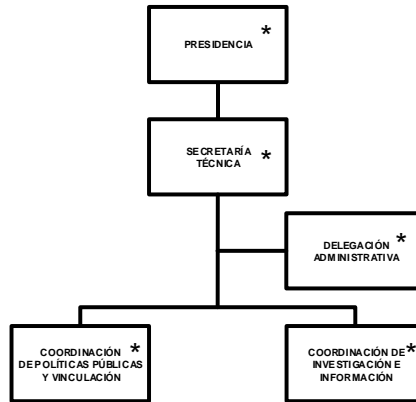 PRESIDENCIA *
SECRETARÍA
TÉCNICA *
DELEGACIÓN *
ADMINISTRATIVA
COORDINACIÓN *
DE POLÍTICAS PÚBLICAS
Y VINCULACIÓN
COORDINACIÓN DE *
INVESTIGACIÓN E
INFORMACIÓN